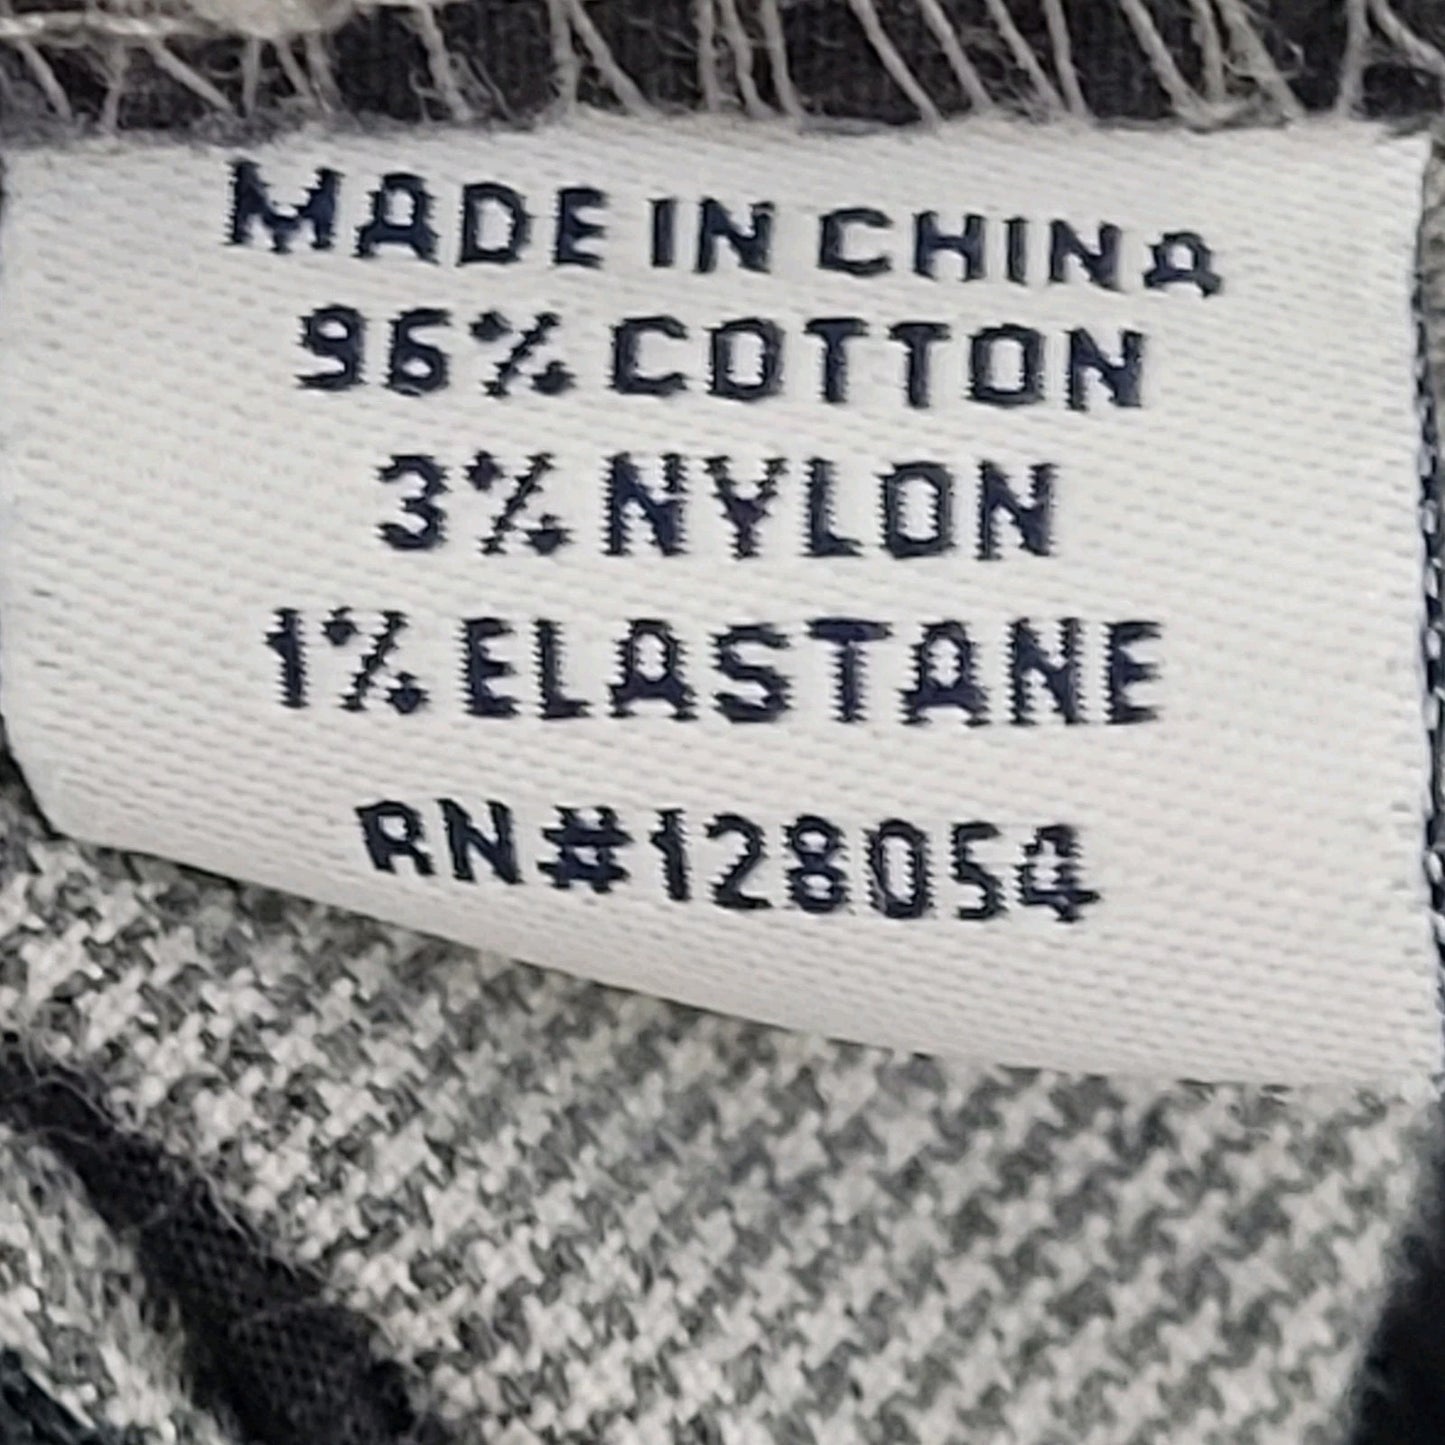 MADE IN CHINA
96% COTTON
3% NYLON
1% ELASTANE
RN#128054